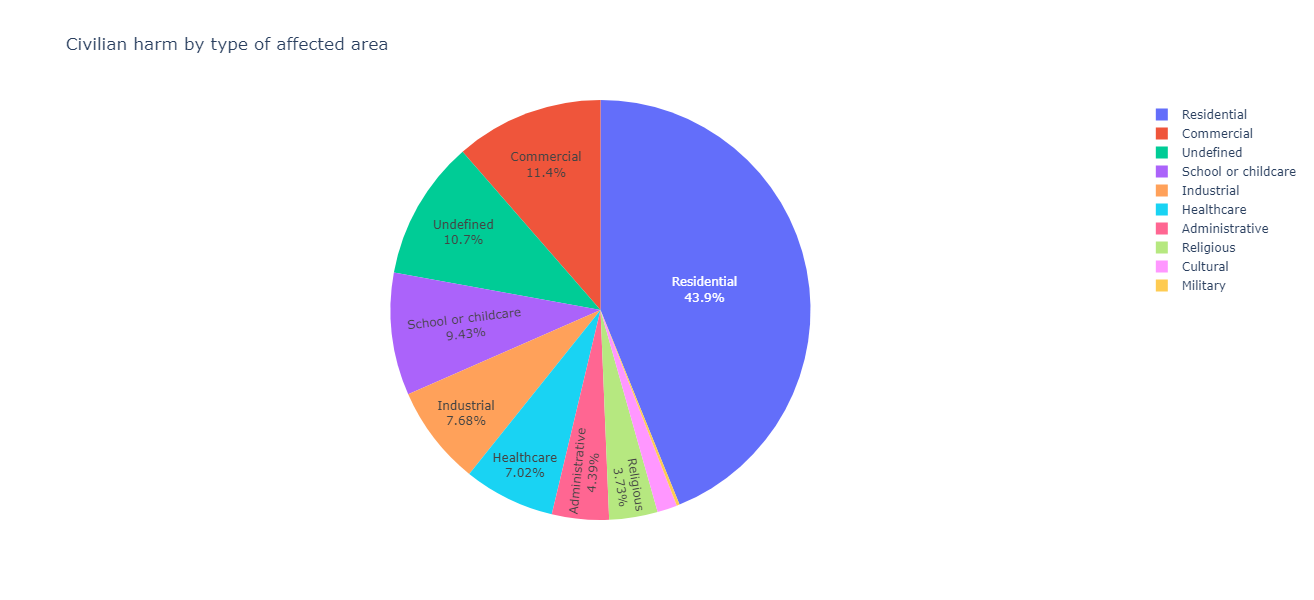 Civilian harm by type of affected area
Commercial
11.4%
Undefined
10.7%
Residential
43.9%
School or childcare
9.43%
Industrial
7.68%
Healthcare
7.02%
Administrative
4.39%
Religious
3.73%
Residential
Commercial
Undefined
School or childcare
Industrial
Healthcare
Administrative
Religious
Cultural
Military